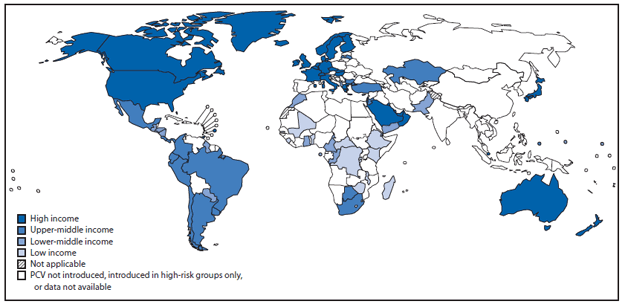 High income
Upper-middle income
Lower-middle income
Low income
Not applicable
PCV not introduced, introduced in high-risk groups only,
or data not available